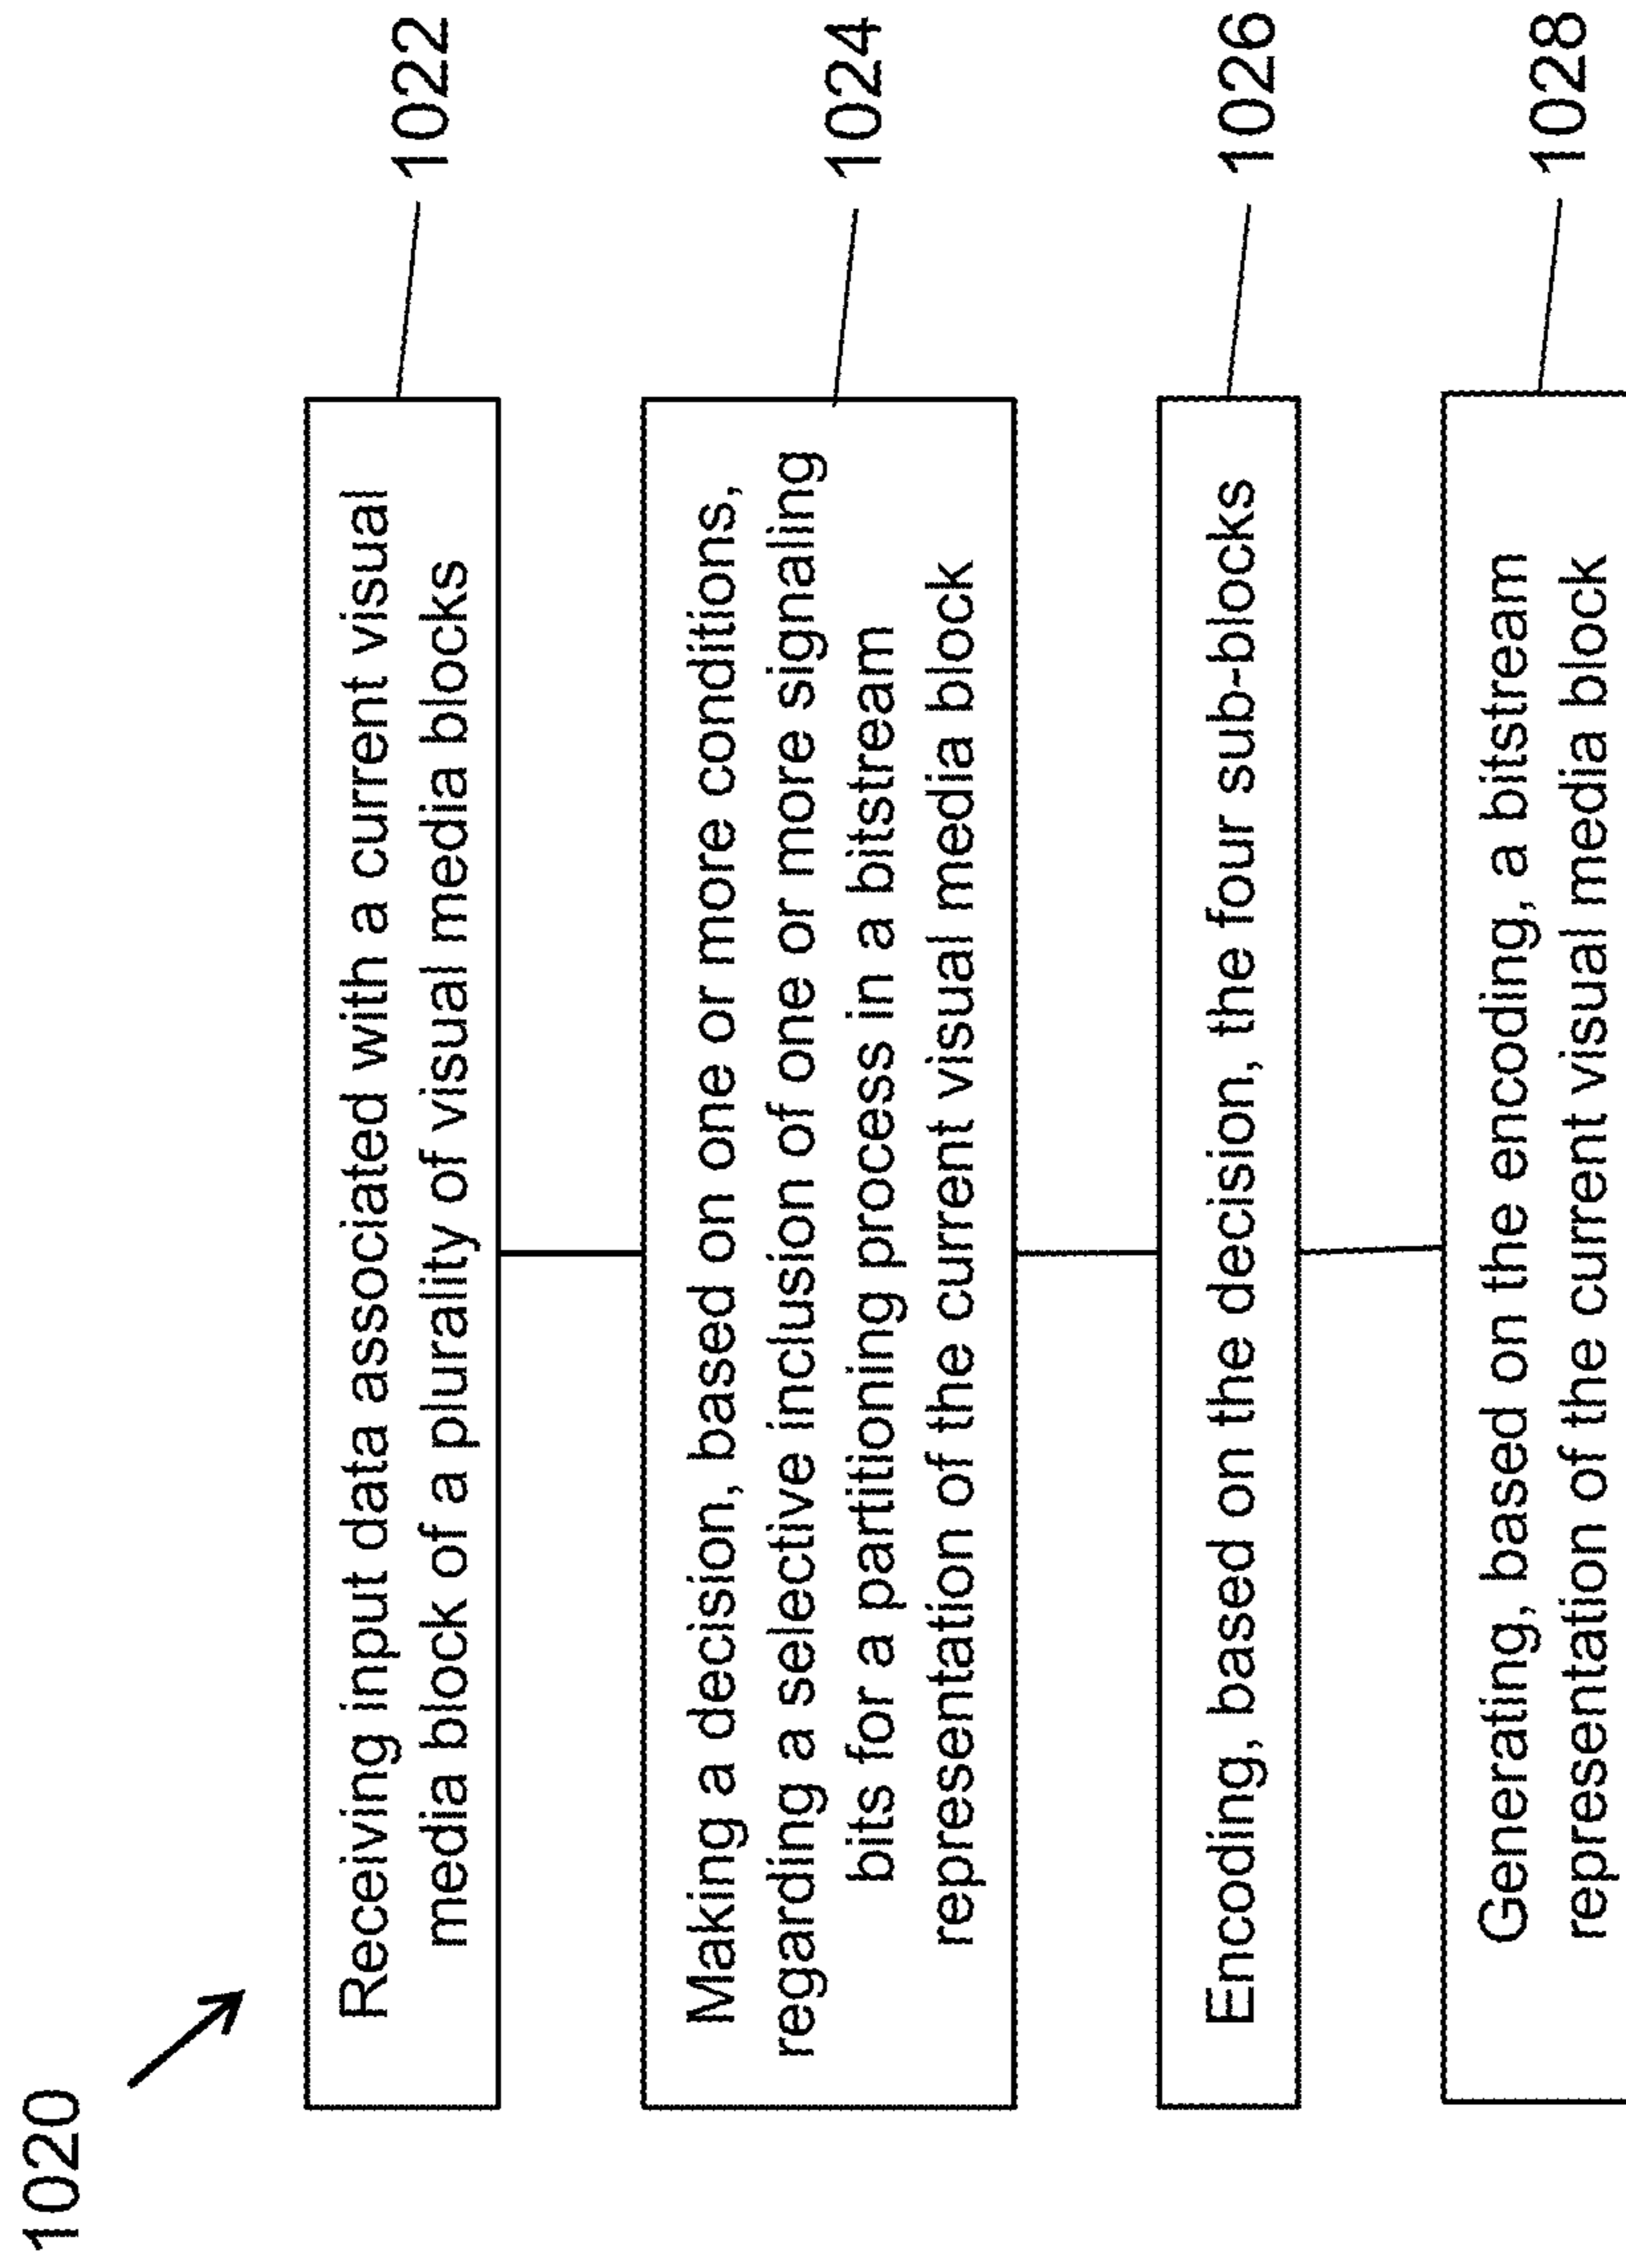 1020
Receiving input data associated with a current visual
media block of a plurality of visual media blocks
1022
Making a decision, based on one or more conditions,
regarding a selective inclusion of one or more signaling
bits for a partitioning process in a bitstream
representation of the current visual media block
1024
Encoding, based on the decision, the four sub-blocks
1026
Generating, based on the encoding, a bitstream
representation of the current visual media block
1028